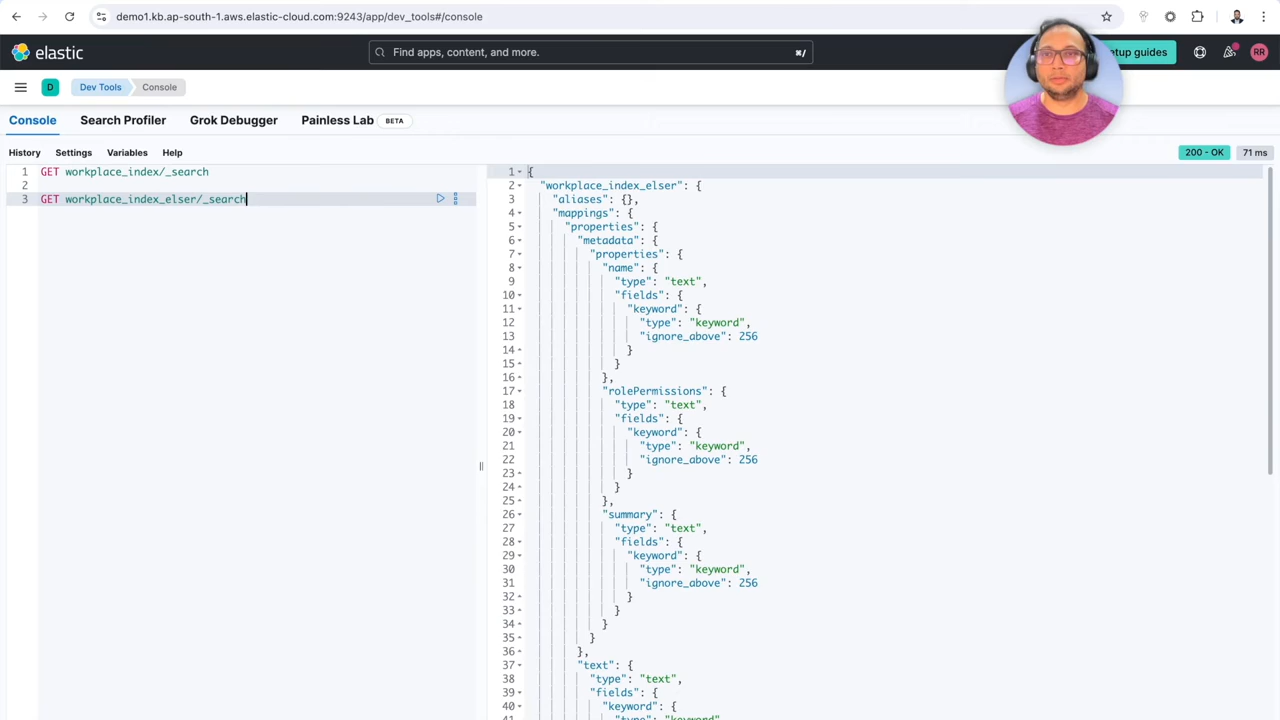 demo1.kb.ap-south-1.aws.elastic-cloud.com:9243/app/dev_tools#/console
elastic
Find apps, content, and more.
⌘/
etup guides
RR
D
Dev Tools
Console
Console
Search Profiler
Grok Debugger
Painless Lab
BETA
History
Settings
Variables
Help
200 - OK
71 ms
1 GET workplace_index/_search
2
3 GET workplace_index_elser/_search
1 {
2 "workplace_index_elser": {
3 "aliases": {},
4 "mappings": {
5 "properties": {
6 "metadata": {
7 "properties": {
8 "name": {
9 "type": "text",
10 "fields": {
11 "keyword": {
12 "type": "keyword",
13 "ignore_above": 256
14 }
15 }
16 },
17 "rolePermissions": {
18 "type": "text",
19 "fields": {
20 "keyword": {
21 "type": "keyword",
22 "ignore_above": 256
23 }
24 }
25 },
26 "summary": {
27 "type": "text",
28 "fields": {
29 "keyword": {
30 "type": "keyword",
31 "ignore_above": 256
32 }
33 }
34 }
35 }
36 },
37 "text": {
38 "type": "text",
39 "fields": {
40 "keyword": {
41 "type": "keyword"